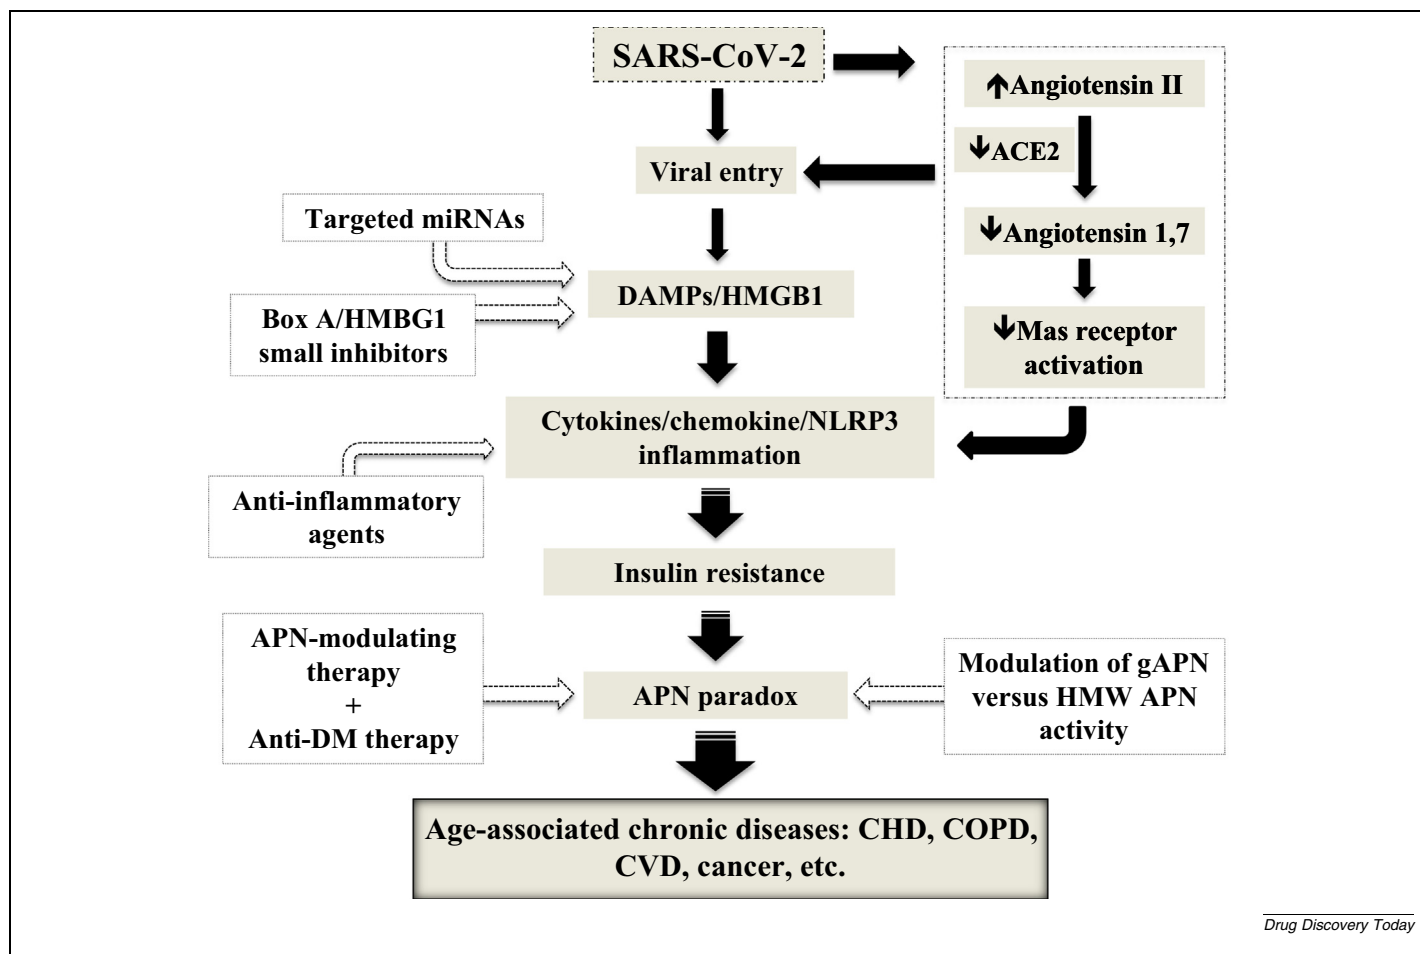 SARS-CoV-2
↑Angiotensin II
↓ACE2
Viral entry
Targeted miRNAs
↓Angiotensin 1,7
DAMPs/HMGB1
Box A/HMBG1
small inhibitors
↓Mas receptor
activation
Cytokines/chemokine/NLRP3
inflammation
Anti-inflammatory
agents
Insulin resistance
APN-modulating
therapy
+
Anti-DM therapy
APN paradox
Modulation of gAPN
versus HMW APN
activity
Age-associated chronic diseases: CHD, COPD,
CVD, cancer, etc.
Drug Discovery Today